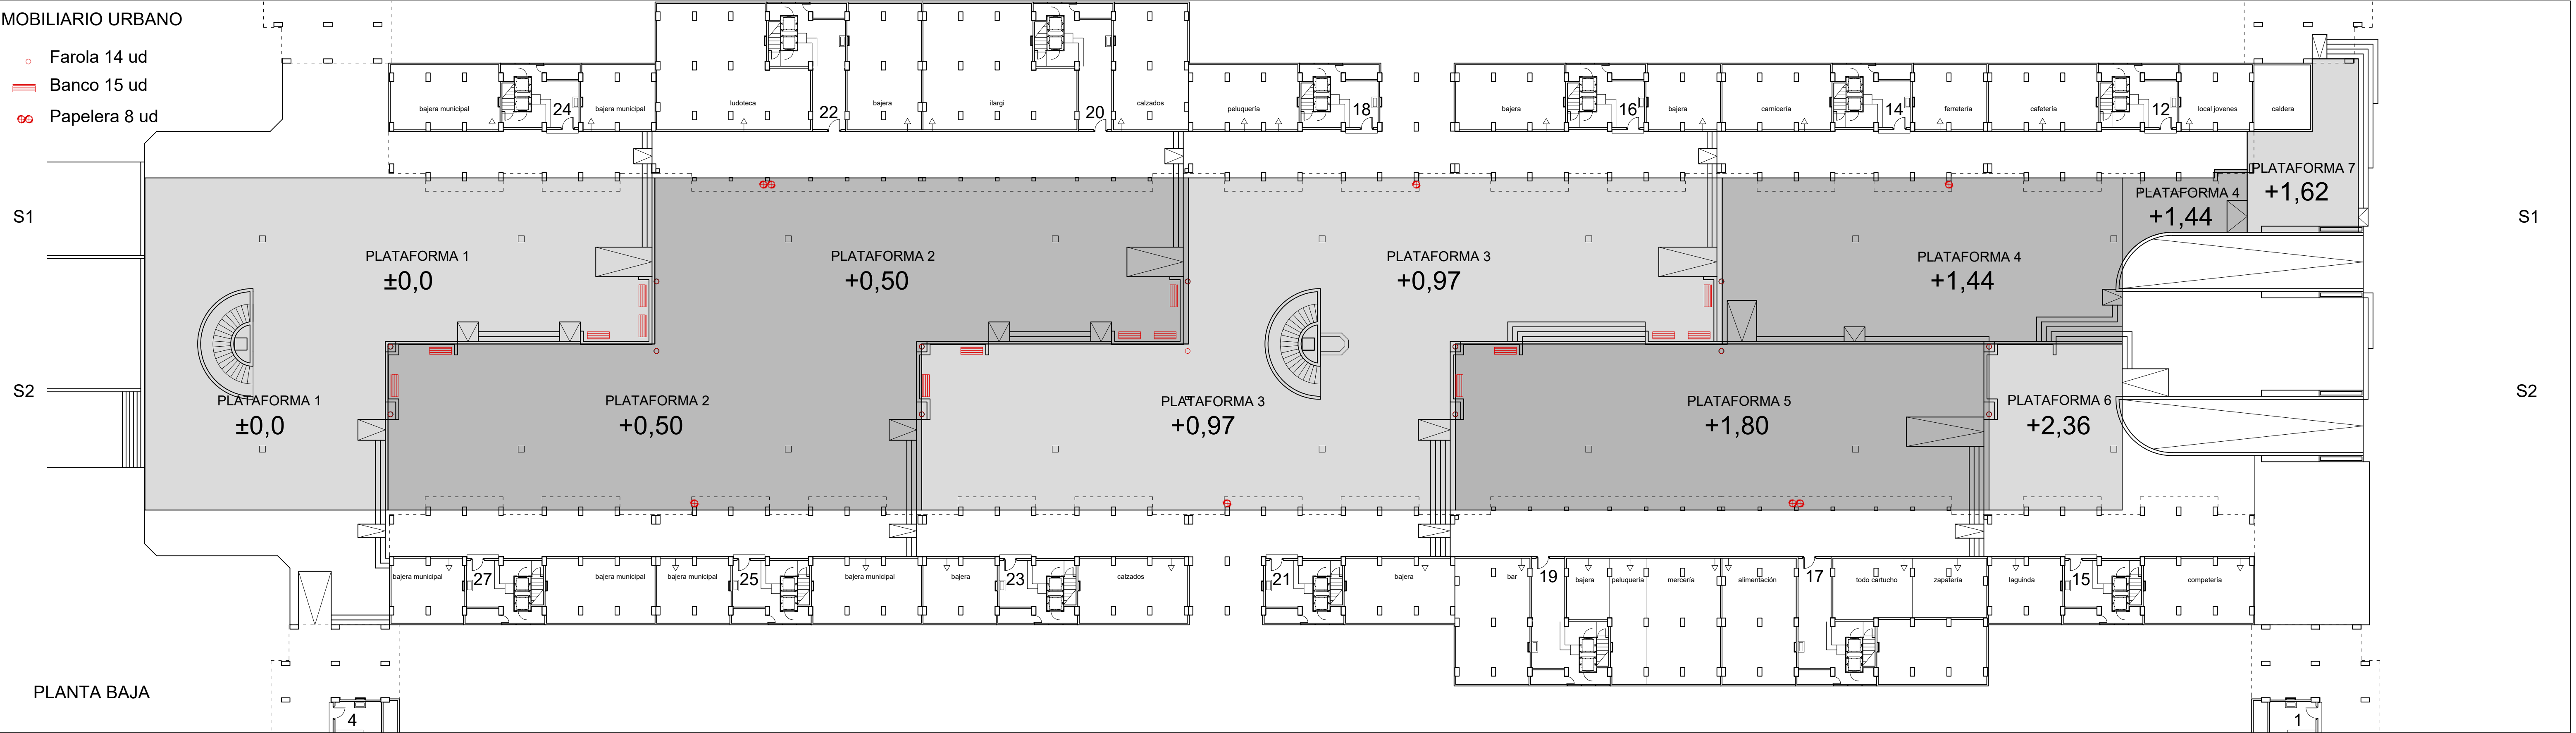 MOBILIARIO URBANO
Farola 14 ud
Banco 15 ud
Papelera 8 ud
bajera municipal
24
bajera municipal
ludoteca
22
bajera
ilargi
20
calzados
peluquería
18
bajera
16
bajera
carnicería
14
ferretería
cafetería
12
local jovenes
caldera
S1
PLATAFORMA 1
±0,0
PLATAFORMA 2
+0,50
PLATAFORMA 3
+0,97
PLATAFORMA 4
+1,44
PLATAFORMA 4
+1,44
PLATAFORMA 7
+1,62
S1
S2
PLATAFORMA 1
±0,0
PLATAFORMA 2
+0,50
PLATAFORMA 3
+0,97
PLATAFORMA 5
+1,80
PLATAFORMA 6
+2,36
S2
bajera municipal
27
bajera municipal
bajera municipal
25
bajera municipal
bajera
23
calzados
21
bajera
bar
19
bajera
peluquería
mercería
alimentación
17
todo cartucho
zapatería
laguinda
15
competería
PLANTA BAJA
4
1